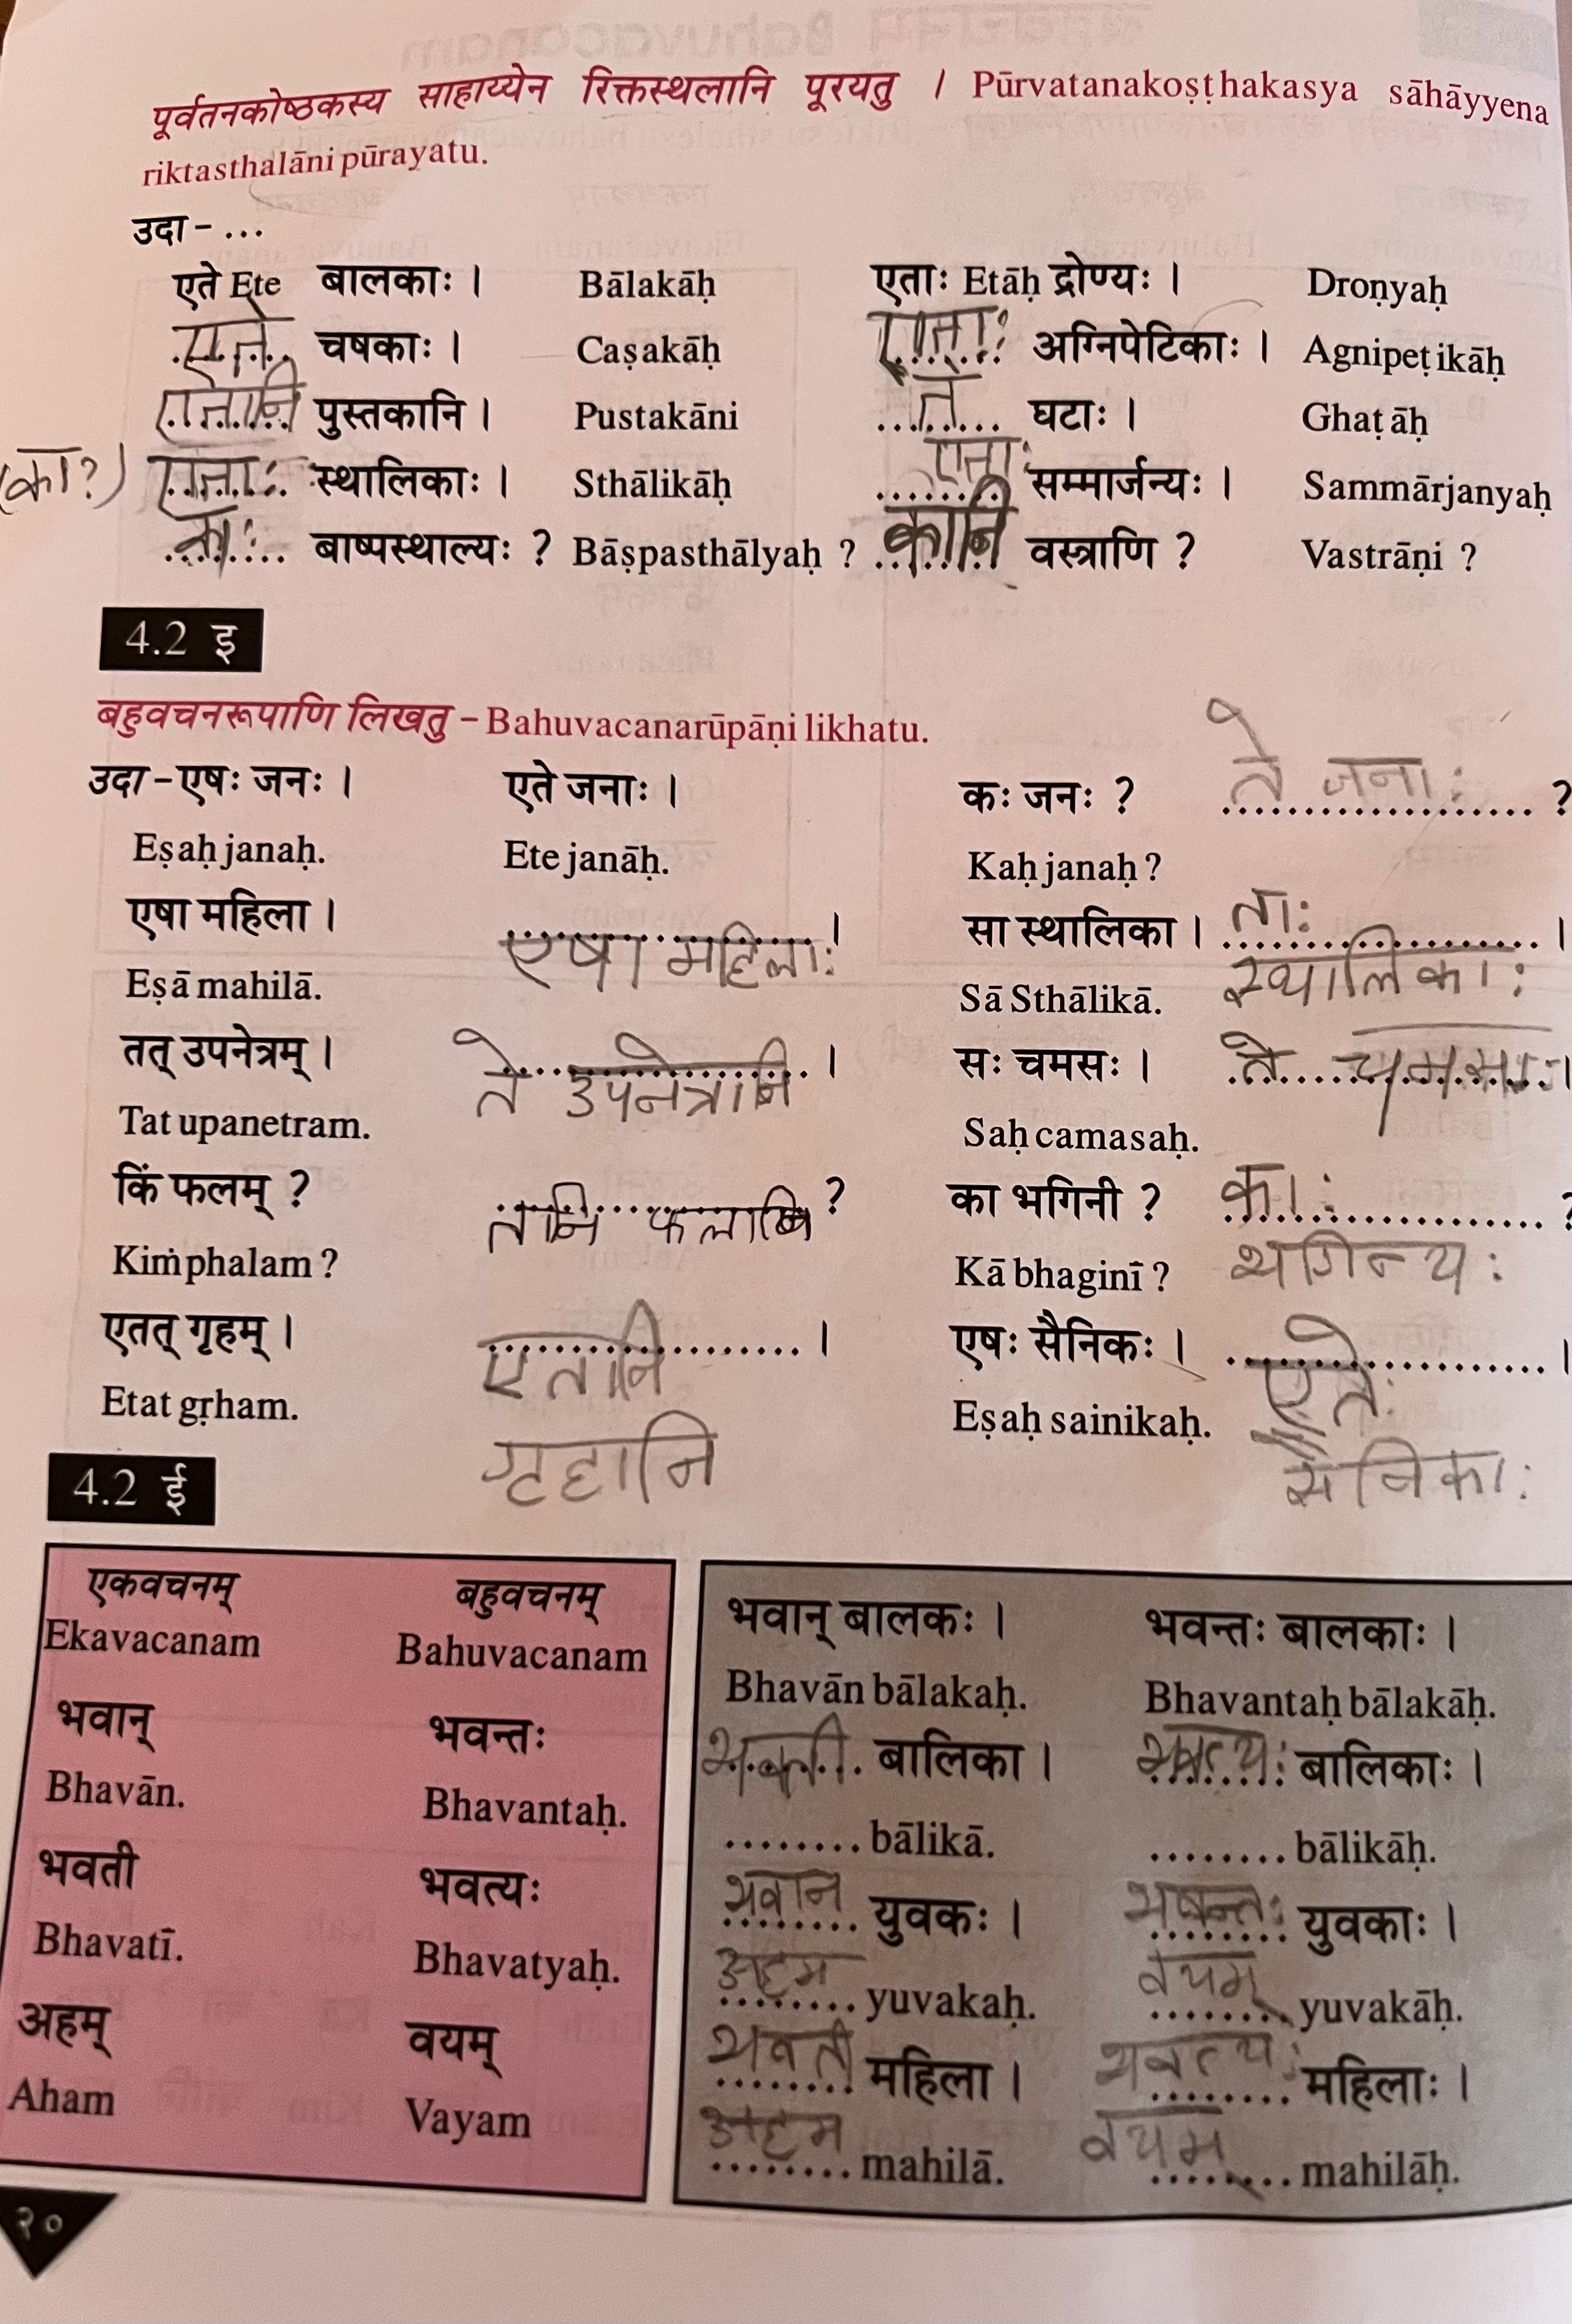 पूर्वतनकोष्ठकस्य साहाय्येन रिक्तस्थलानि पूरयतु । Pūrvatanakoṣṭhakasya sāhāyyena
riktasthalāni pūrayatu.
उदा - ...
एते Ete बालकाः । Bālakāḥ एताः Etāḥ द्रोण्यः । Droṇyaḥ
एते चषकाः । Caṣakāḥ एताः अग्निपेटिकाः । Agnipeṭikāḥ
एतानि पुस्तकानि । Pustakāni ते घटाः । Ghaṭāḥ
(का?) एताः स्थालिकाः । Sthālikāḥ एताः सम्मार्जन्यः । Sammārjanyaḥ
काः बाष्पस्थाल्यः ? Bāṣpasthālyaḥ ? कानि वस्त्राणि ? Vastrāṇi ?
4.2 इ
बहुवचनरूपाणि लिखतु – Bahuvacanarūpāṇi likhatu.
उदा – एषः जनः । एते जनाः । कः जनः ? ते जनाः ?
Eṣaḥ janaḥ. Ete janāḥ. Kaḥ janaḥ ?
एषा महिला । एषा महिलाः । सा स्थालिका । ताः स्थालिकाः ।
Eṣā mahilā. Sā Sthālikā.
तत् उपनेत्रम् । ते उपनेत्रानि । सः चमसः । ते चमसाः ।
Tat upanetram. Saḥ camasaḥ.
किं फलम् ? तानि फलानि ? का भगिनी ? काः भगिन्यः ?
Kiṁ phalam ? Kā bhaginī ?
एतत् गृहम् । एतानि गृहानि । एषः सैनिकः । एतेः सैनिकाः ।
Etat gṛham. Eṣaḥ sainikaḥ.
4.2 ई
एकवचनम् बहुवचनम्
Ekavacanam Bahuvacanam
भवान् भवन्तः
Bhavān. Bhavantaḥ.
भवती भवत्यः
Bhavatī. Bhavatyaḥ.
अहम् वयम्
Aham Vayam
भवान् बालकः । भवन्तः बालकाः ।
Bhavān bālakaḥ. Bhavantaḥ bālakāḥ.
भवती बालिका । भवत्यः बालिकाः ।
........ bālikā. ........ bālikāḥ.
भवान युवकः । भवन्तः युवकाः ।
अहम yuvakaḥ. वयम् yuvakāḥ.
भवती महिला । भवत्यः महिलाः ।
अहम mahilā. वयम् mahilāḥ.
२०